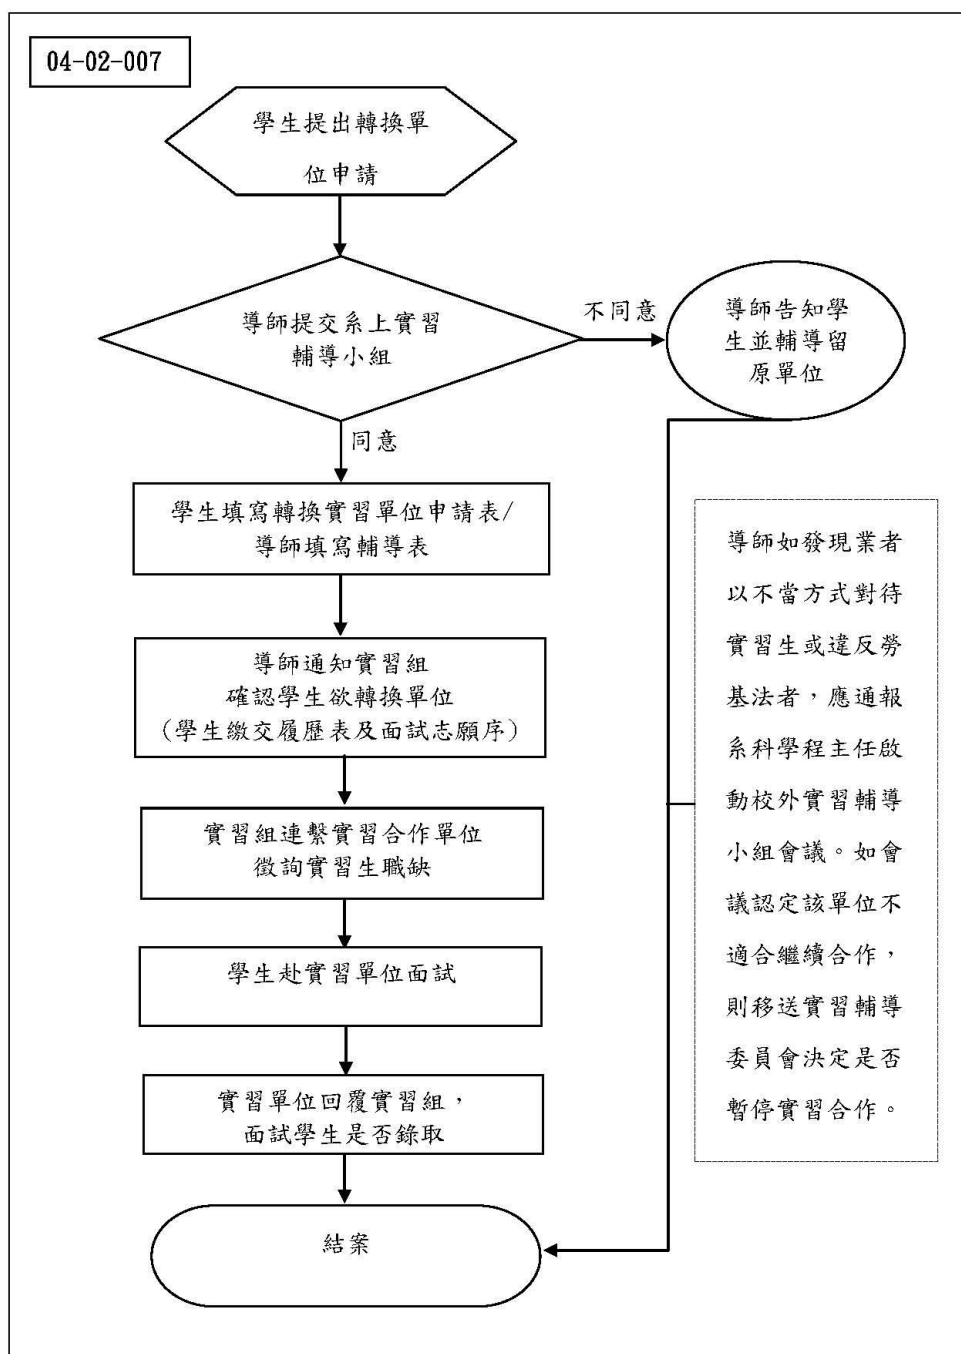 04-02-007
學生提出轉換單
位申請
導師提交系上實習
輔導小組
不同意
導師告知學
生並輔導留
原單位
同意
學生填寫轉換實習單位申請表/
導師填寫輔導表
導師通知實習組
確認學生欲轉換單位
(學生繳交履歷表及面試志願序)
實習組連繫實習合作單位
徵詢實習生職缺
學生赴實習單位面試
實習單位回覆實習組，
面試學生是否錄取
結案
導師如發現業者
以不當方式對待
實習生或違反勞
基法者，應通報
系科學程主任啟
動校外實習輔導
小組會議。如會
議認定該單位不
適合繼續合作，
則移送實習輔導
委員會決定是否
暫停實習合作。